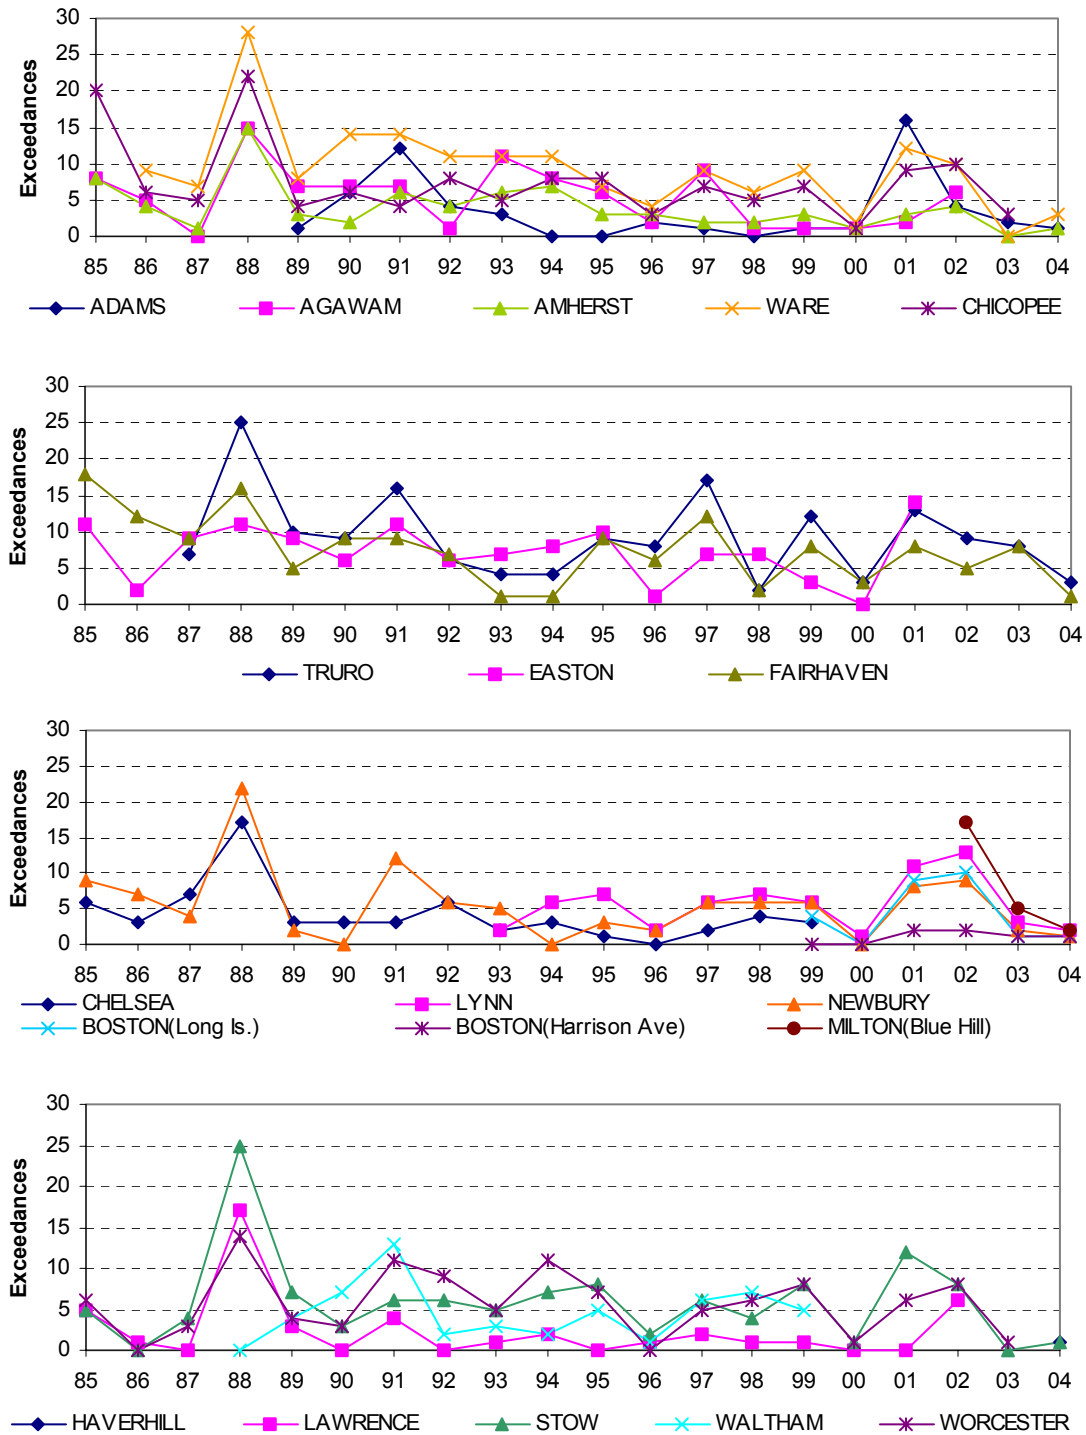 30
25
20
15
10
5
0
Exceedances
85 86 87 88 89 90 91 92 93 94 95 96 97 98 99 00 01 02 03 04
ADAMS AGAWAM AMHERST WARE CHICOPEE
30
25
20
15
10
5
0
Exceedances
85 86 87 88 89 90 91 92 93 94 95 96 97 98 99 00 01 02 03 04
TRURO EASTON FAIRHAVEN
30
25
20
15
10
5
0
Exceedances
85 86 87 88 89 90 91 92 93 94 95 96 97 98 99 00 01 02 03 04
CHELSEA LYNN NEWBURY
BOSTON(Long Is.) BOSTON(Harrison Ave) MILTON(Blue Hill)
30
25
20
15
10
5
0
Exceedances
85 86 87 88 89 90 91 92 93 94 95 96 97 98 99 00 01 02 03 04
HAVERHILL LAWRENCE STOW WALTHAM WORCESTER